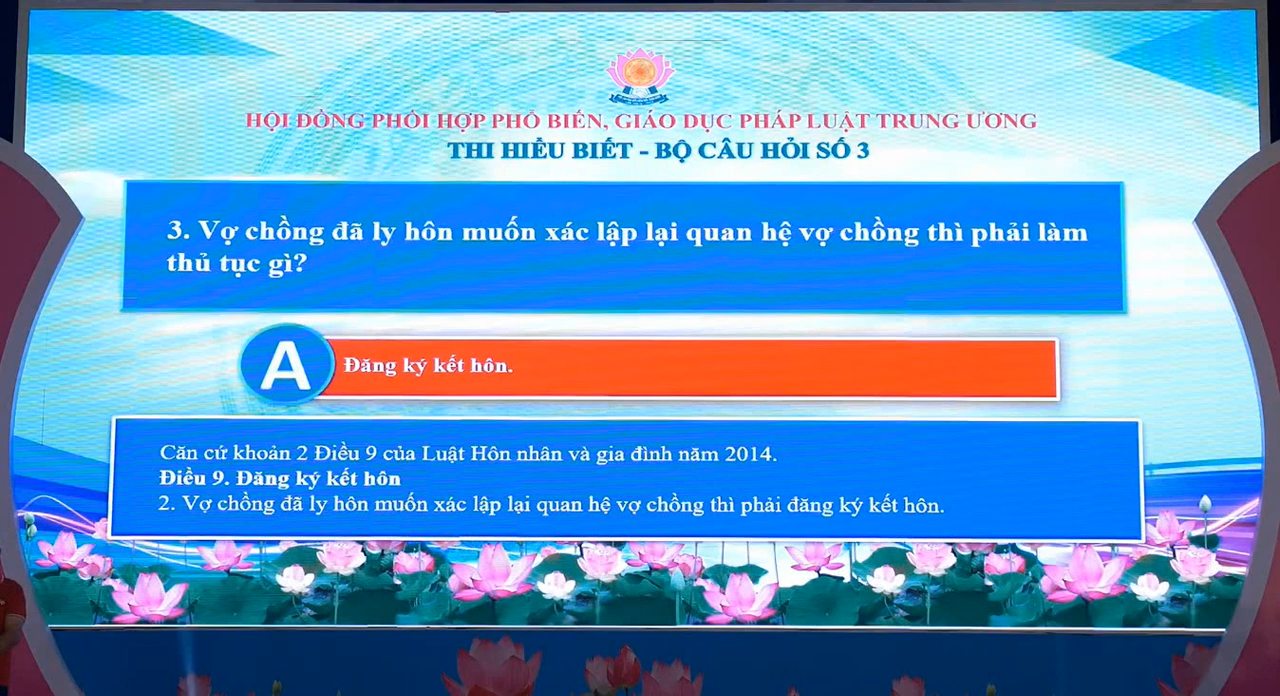 HỘI ĐỒNG PHỐI HỢP PHỔ BIẾN, GIÁO DỤC PHÁP LUẬT TRUNG ƯƠNG
THI HIỂU BIẾT - BỘ CÂU HỎI SỐ 3
3. Vợ chồng đã ly hôn muốn xác lập lại quan hệ vợ chồng thì phải làm
thủ tục gì?
A
Đăng ký kết hôn.
Căn cứ khoản 2 Điều 9 của Luật Hôn nhân và gia đình năm 2014.
Điều 9. Đăng ký kết hôn
2. Vợ chồng đã ly hôn muốn xác lập lại quan hệ vợ chồng thì phải đăng ký kết hôn.